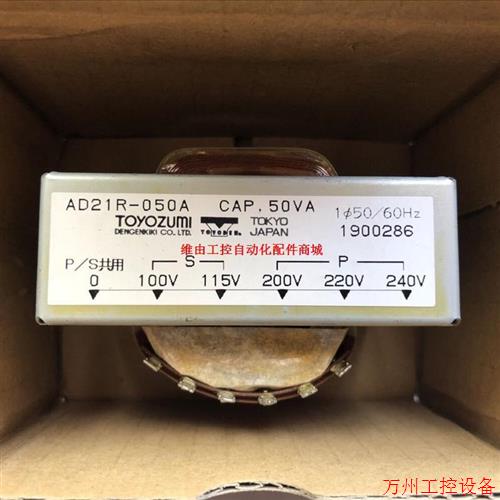 AD21R-050A CAP. 50VA 1φ50/60Hz
TOYOZUMI TOYODEN TOKYO
DENGENKIKI CO., LTD. JAPAN 1900286
维由工控自动化配件商城
P/S共用 S P
0 100V 115V 200V 220V 240V
万州工控设备